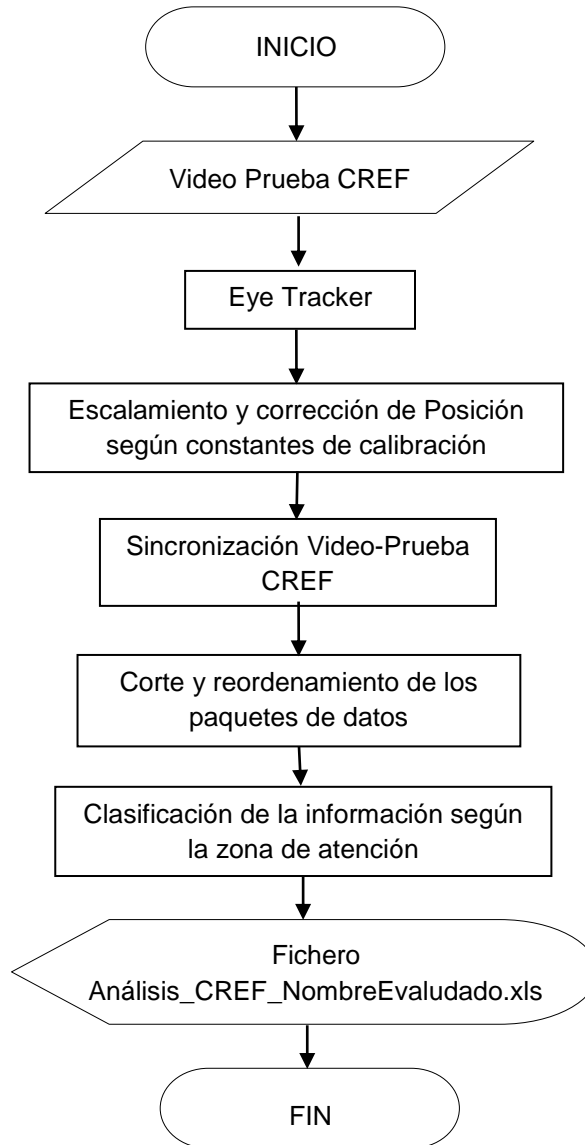 INICIO
Video Prueba CREF
Eye Tracker
Escalamiento y corrección de Posición
según constantes de calibración
Sincronización Video-Prueba
CREF
Corte y reordenamiento de los
paquetes de datos
Clasificación de la información según
la zona de atención
Fichero
Análisis_CREF_NombreEvaludado.xls
FIN